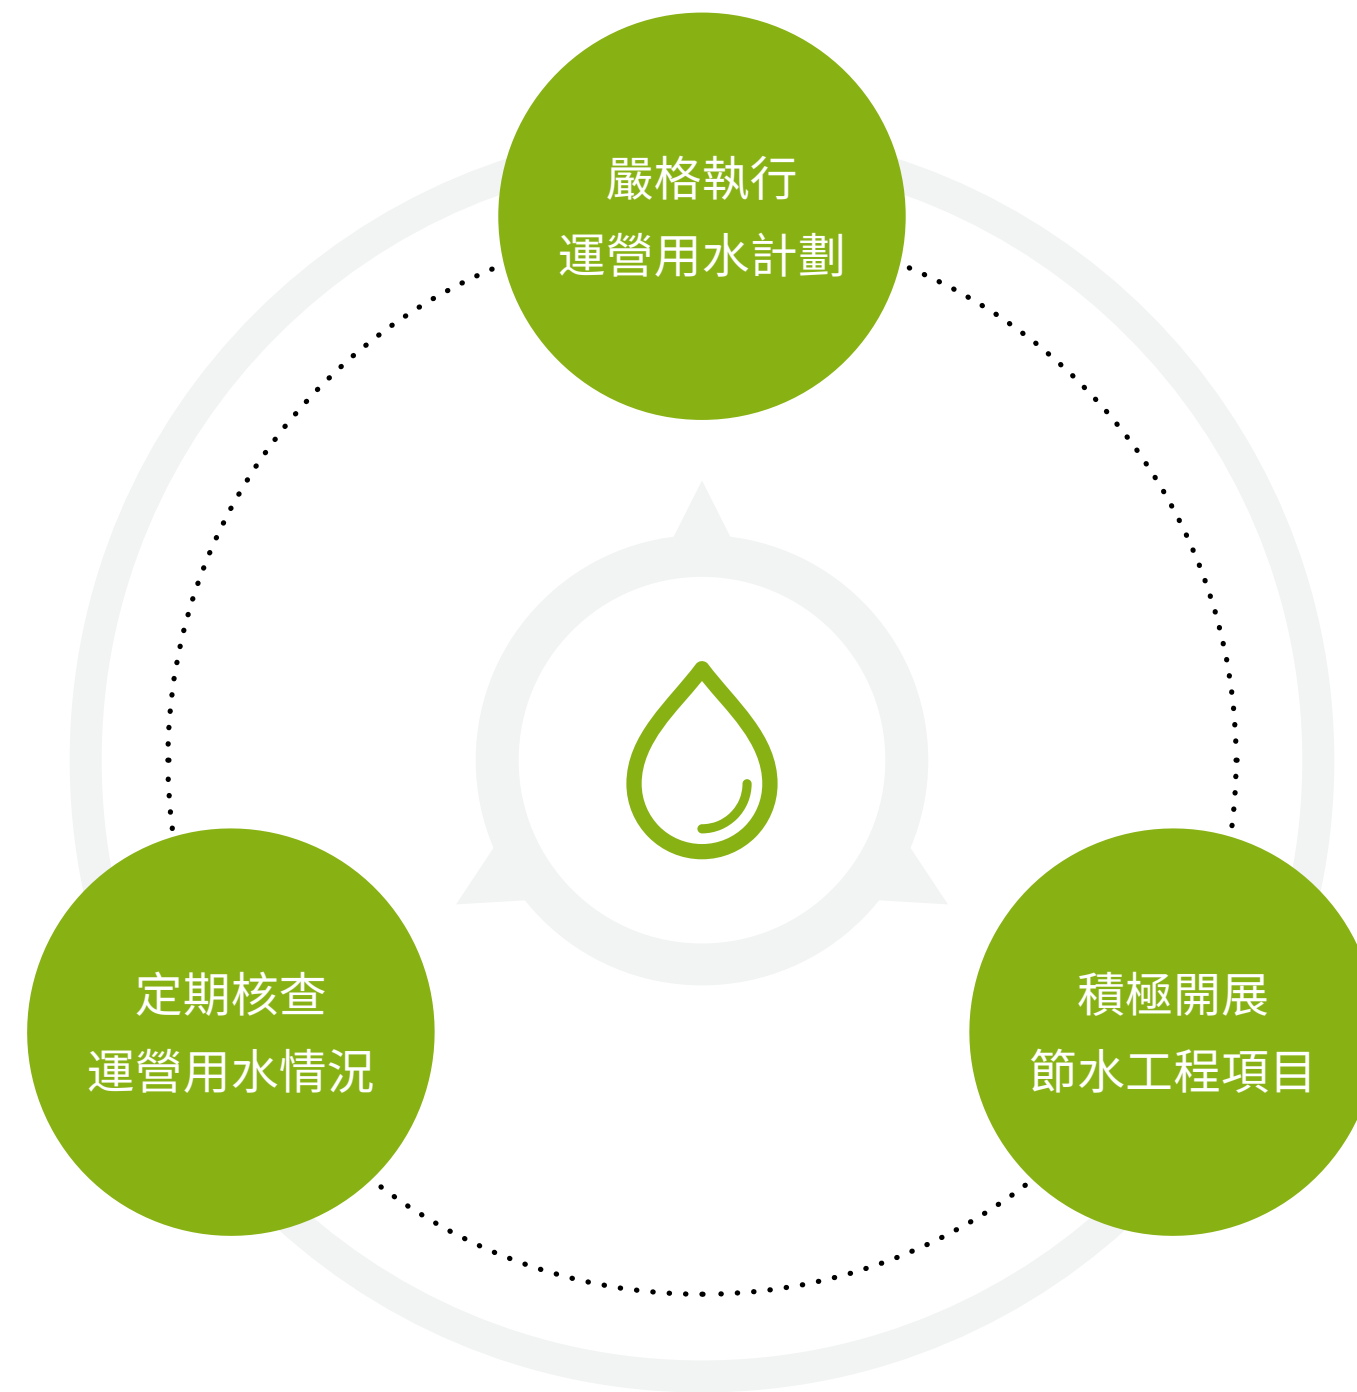 嚴格執行
運營用水計劃
定期核查
運營用水情況
積極開展
節水工程項目